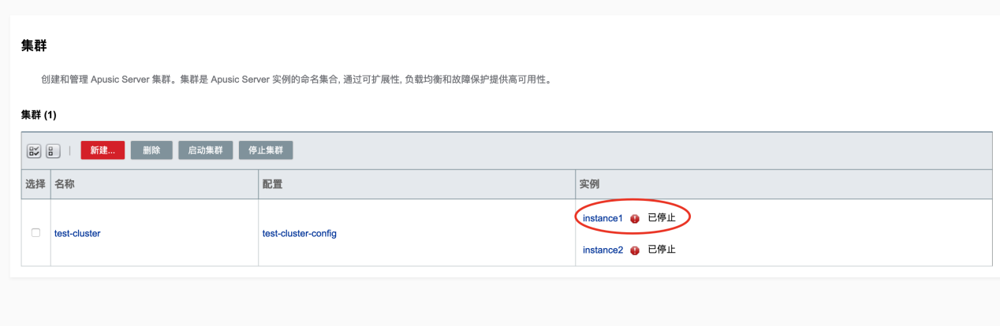 集群
创建和管理 Apusic Server 集群。集群是 Apusic Server 实例的命名集合, 通过可扩展性, 负载均衡和故障保护提供高可用性。
集群 (1)
新建... 删除 启动集群 停止集群
选择 名称 配置 实例
instance1 已停止
test-cluster test-cluster-config
instance2 已停止